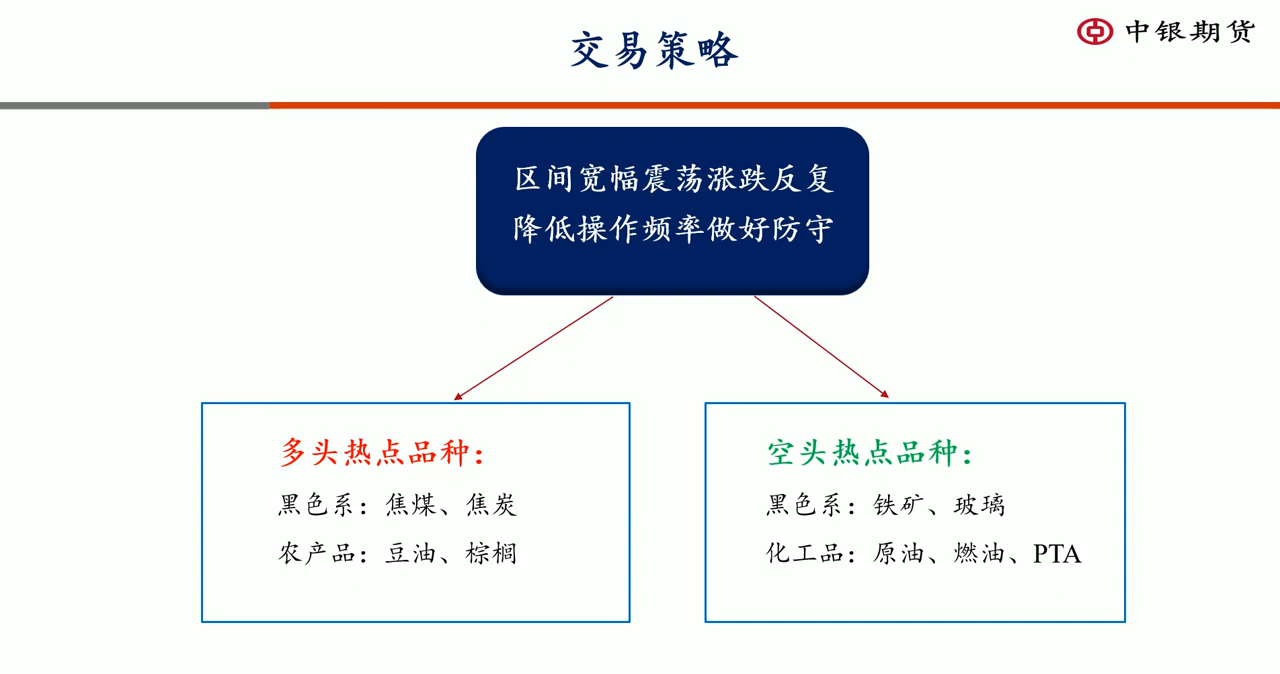 交易策略
中银期货
区间宽幅震荡涨跌反复
降低操作频率做好防守
多头热点品种：
黑色系：焦煤、焦炭
农产品：豆油、棕榈
空头热点品种：
黑色系：铁矿、玻璃
化工品：原油、燃油、PTA